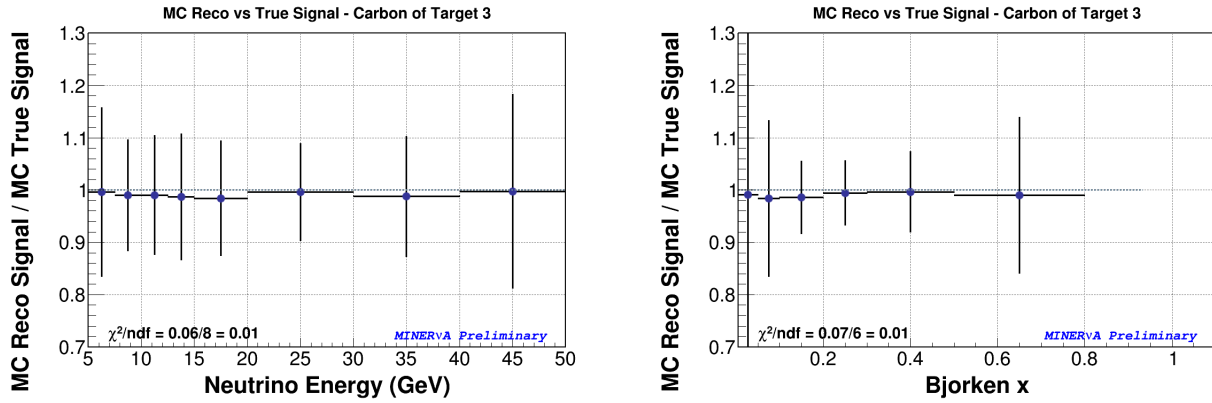 MC Reco vs True Signal - Carbon of Target 3
MC Reco Signal / MC True Signal
1.3
1.2
1.1
1
0.9
0.8
0.7
χ²/ndf = 0.06/8 = 0.01
MINERνA Preliminary
5 10 15 20 25 30 35 40 45 50
Neutrino Energy (GeV)
MC Reco vs True Signal - Carbon of Target 3
MC Reco Signal / MC True Signal
1.3
1.2
1.1
1
0.9
0.8
0.7
χ²/ndf = 0.07/6 = 0.01
MINERνA Preliminary
0.2 0.4 0.6 0.8 1
Bjorken x